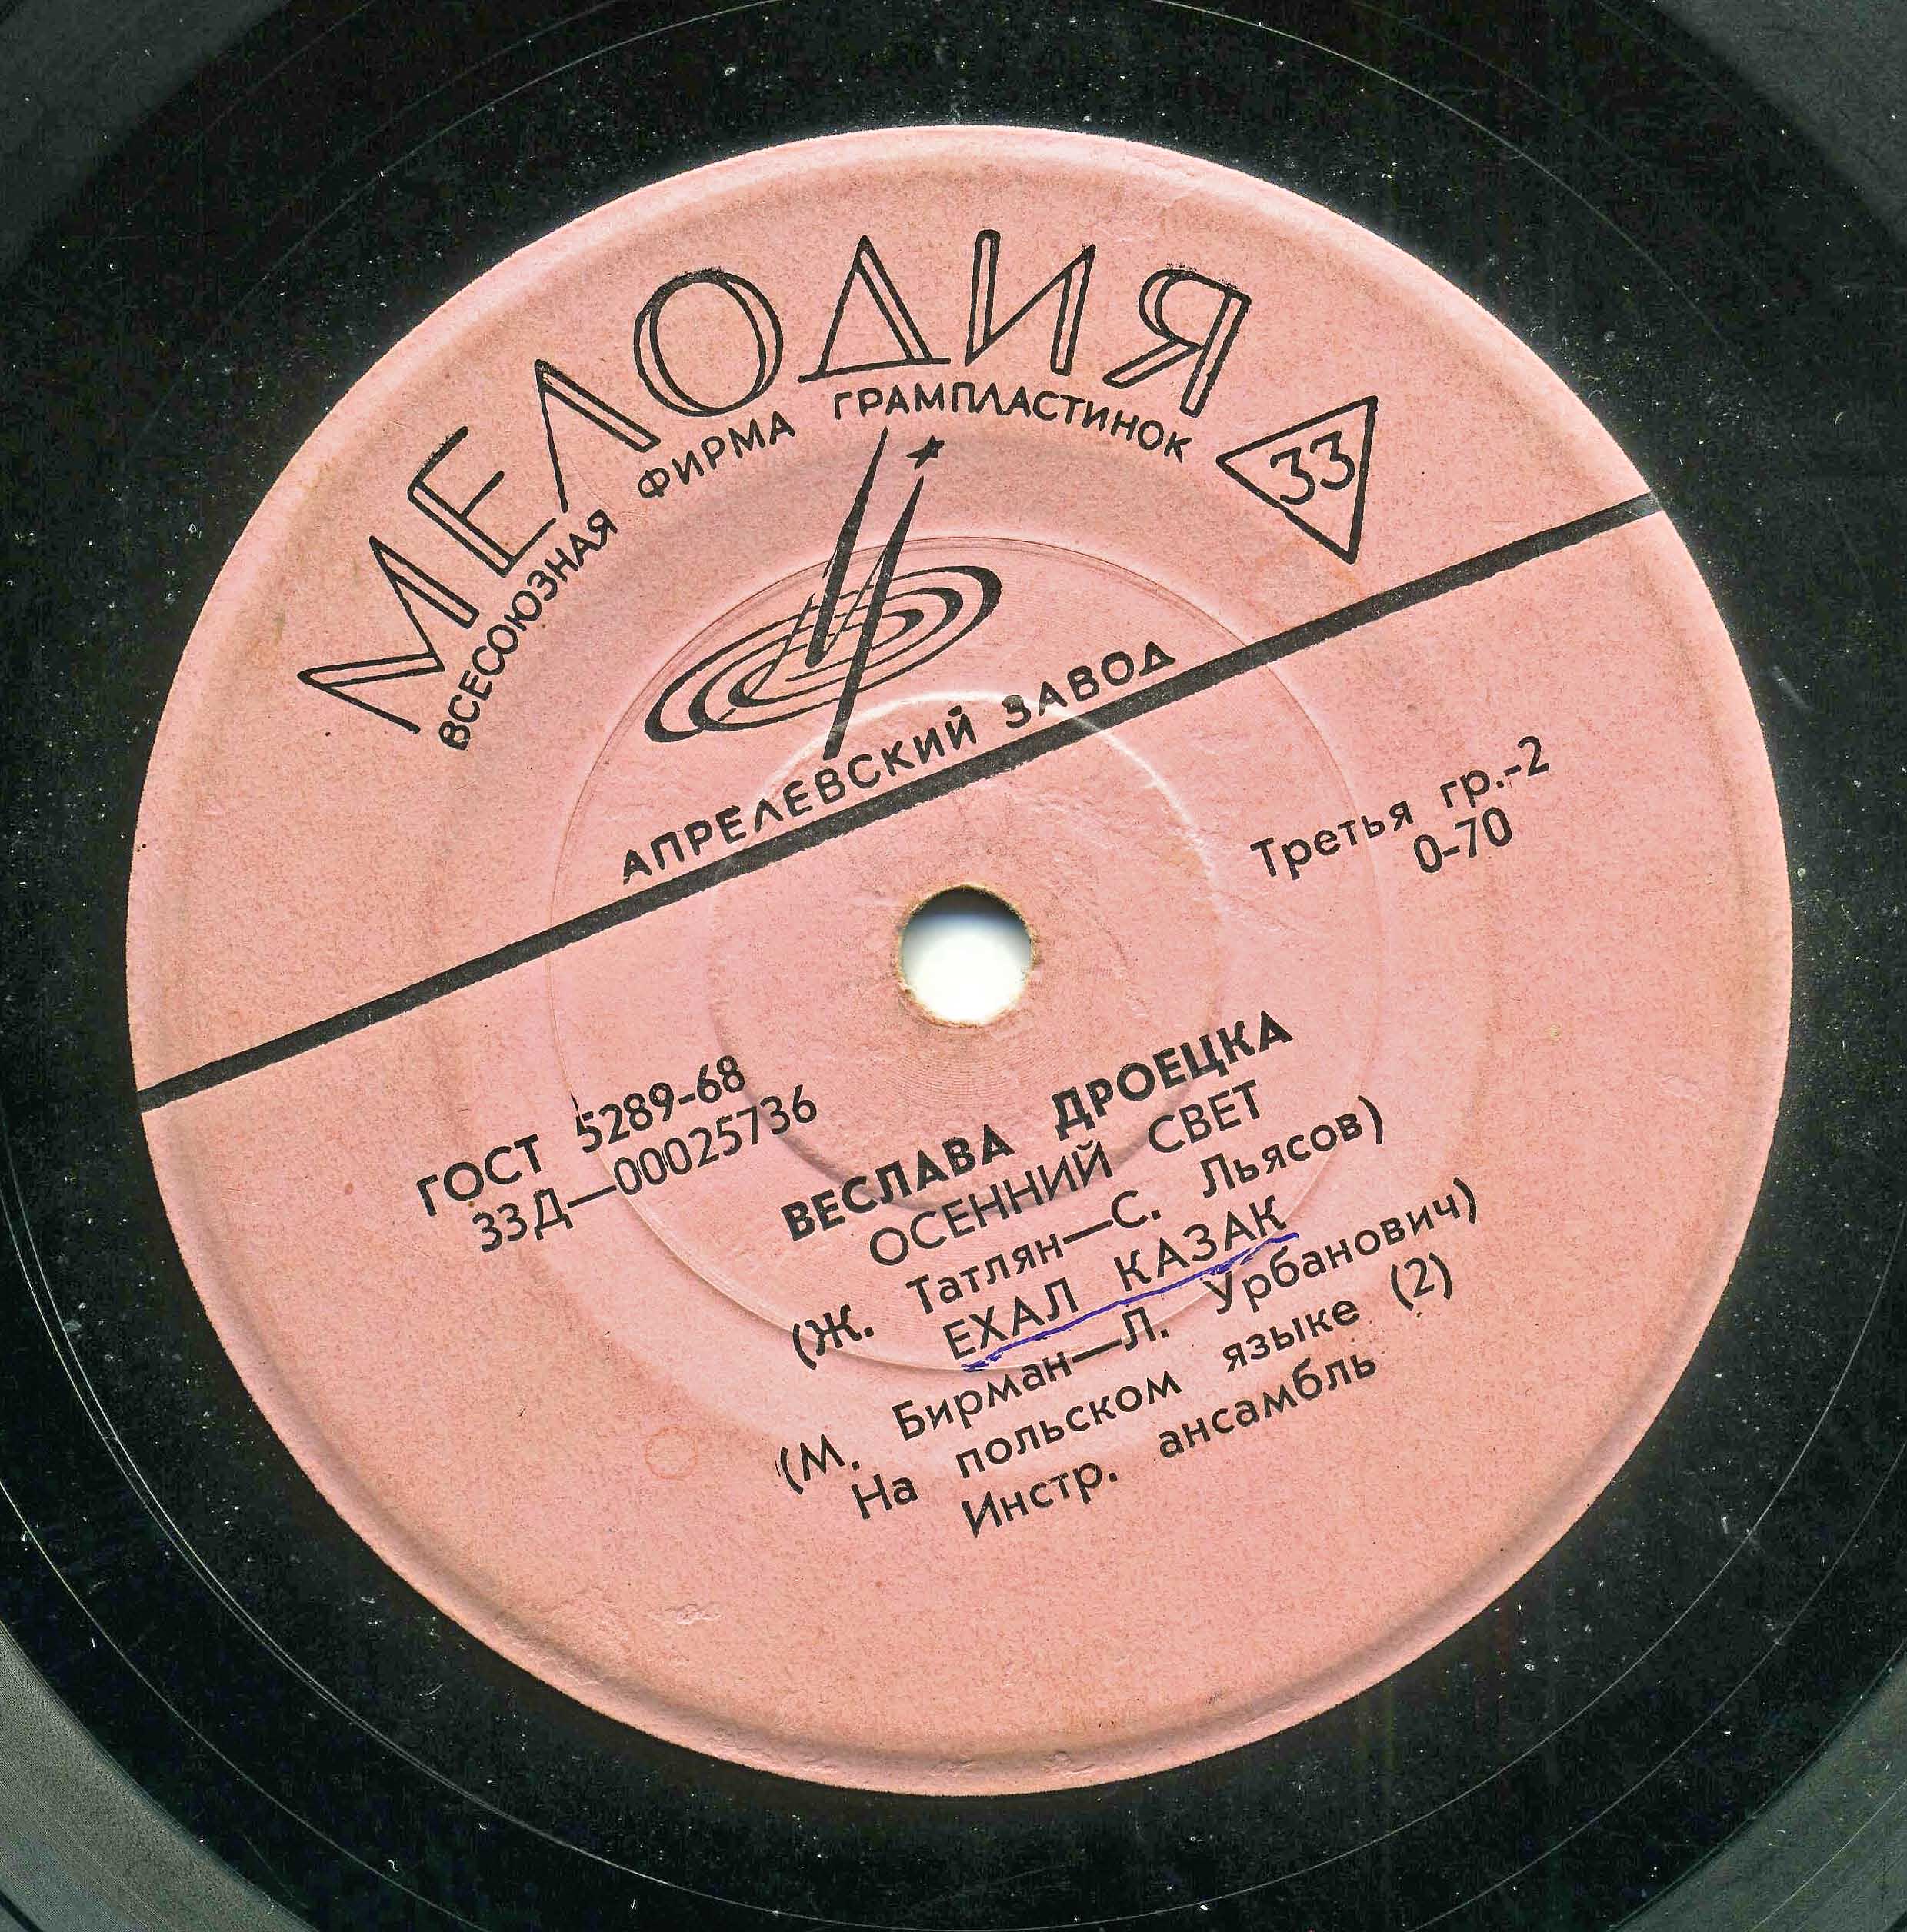 МЕЛОДИЯ
ВСЕСОЮЗНАЯ ФИРМА ГРАМПЛАСТИНОК
33
АПРЕЛЕВСКИЙ ЗАВОД
Третья гр.-2
0-70
ГОСТ 5289-68
33Д—00025736
ВЕСЛАВА ДРОЕЦКА
ОСЕННИЙ СВЕТ
(Ж. Татлян—С. Льясов)
ЕХАЛ КАЗАК
(М. Бирман—Л. Урбанович)
На польском языке (2)
Инстр. ансамбль